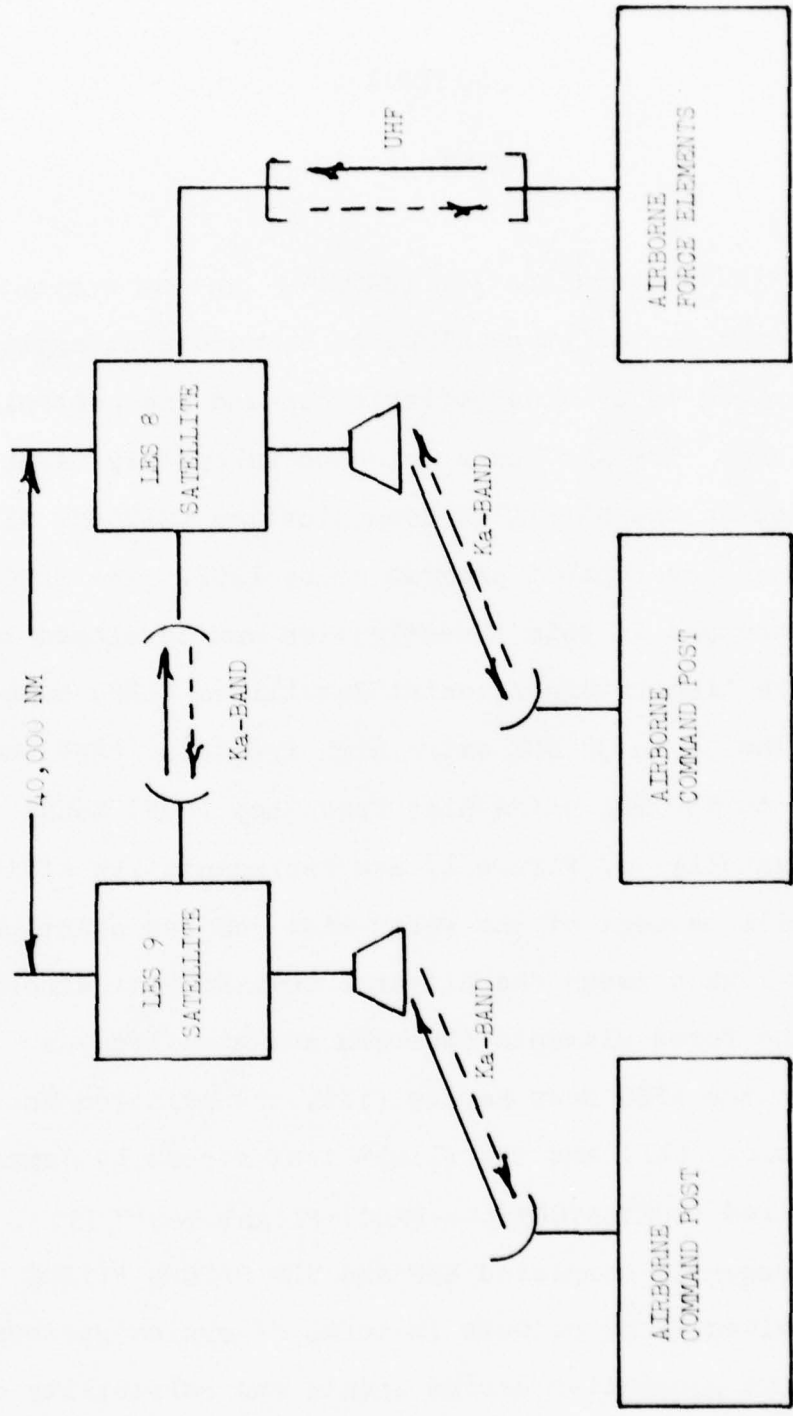 40,000 NM
LES 9
SATELLITE
Ka-BAND
LES 8
SATELLITE
Ka-BAND
Ka-BAND
UHF
AIRBORNE
COMMAND POST
AIRBORNE
COMMAND POST
AIRBORNE
FORCE ELEMENTS